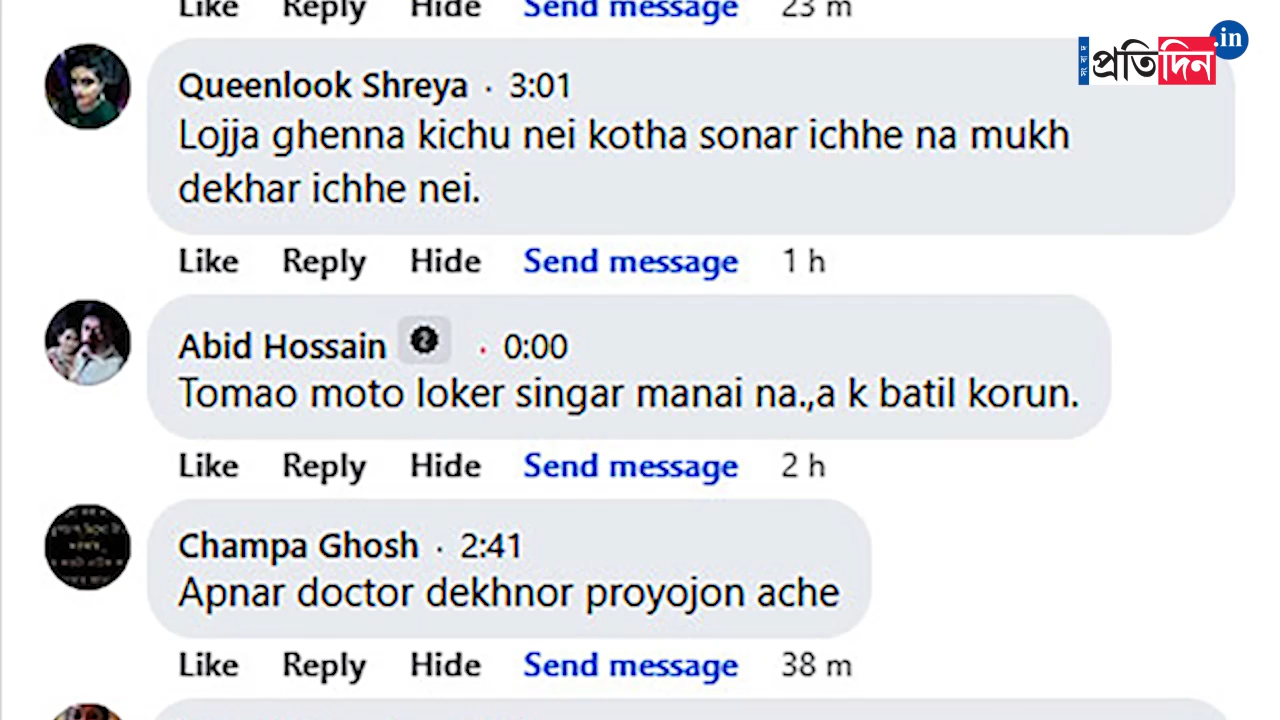 Like Reply Hide Send message 23 m
সংবাদ প্রতিদিন .in
Queenlook Shreya · 3:01
Lojja ghenna kichu nei kotha sonar ichhe na mukh
dekhar ichhe nei.
Like Reply Hide Send message 1 h
Abid Hossain · 0:00
Tomao moto loker singar manai na.,a k batil korun.
Like Reply Hide Send message 2 h
Champa Ghosh · 2:41
Apnar doctor dekhnor proyojon ache
Like Reply Hide Send message 38 m